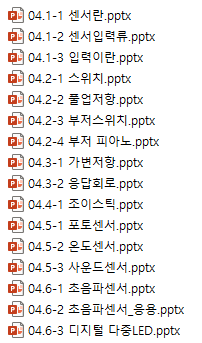 04.1-1 센서란.pptx
04.1-2 센서입력류.pptx
04.1-3 입력이란.pptx
04.2-1 스위치.pptx
04.2-2 풀업저항.pptx
04.2-3 부저스위치.pptx
04.2-4 부저 피아노.pptx
04.3-1 가변저항.pptx
04.3-2 응답회로.pptx
04.4-1 조이스틱.pptx
04.5-1 포토센서.pptx
04.5-2 온도센서.pptx
04.5-3 사운드센서.pptx
04.6-1 초음파센서.pptx
04.6-2 초음파센서_응용.pptx
04.6-3 디지털 다중LED.pptx